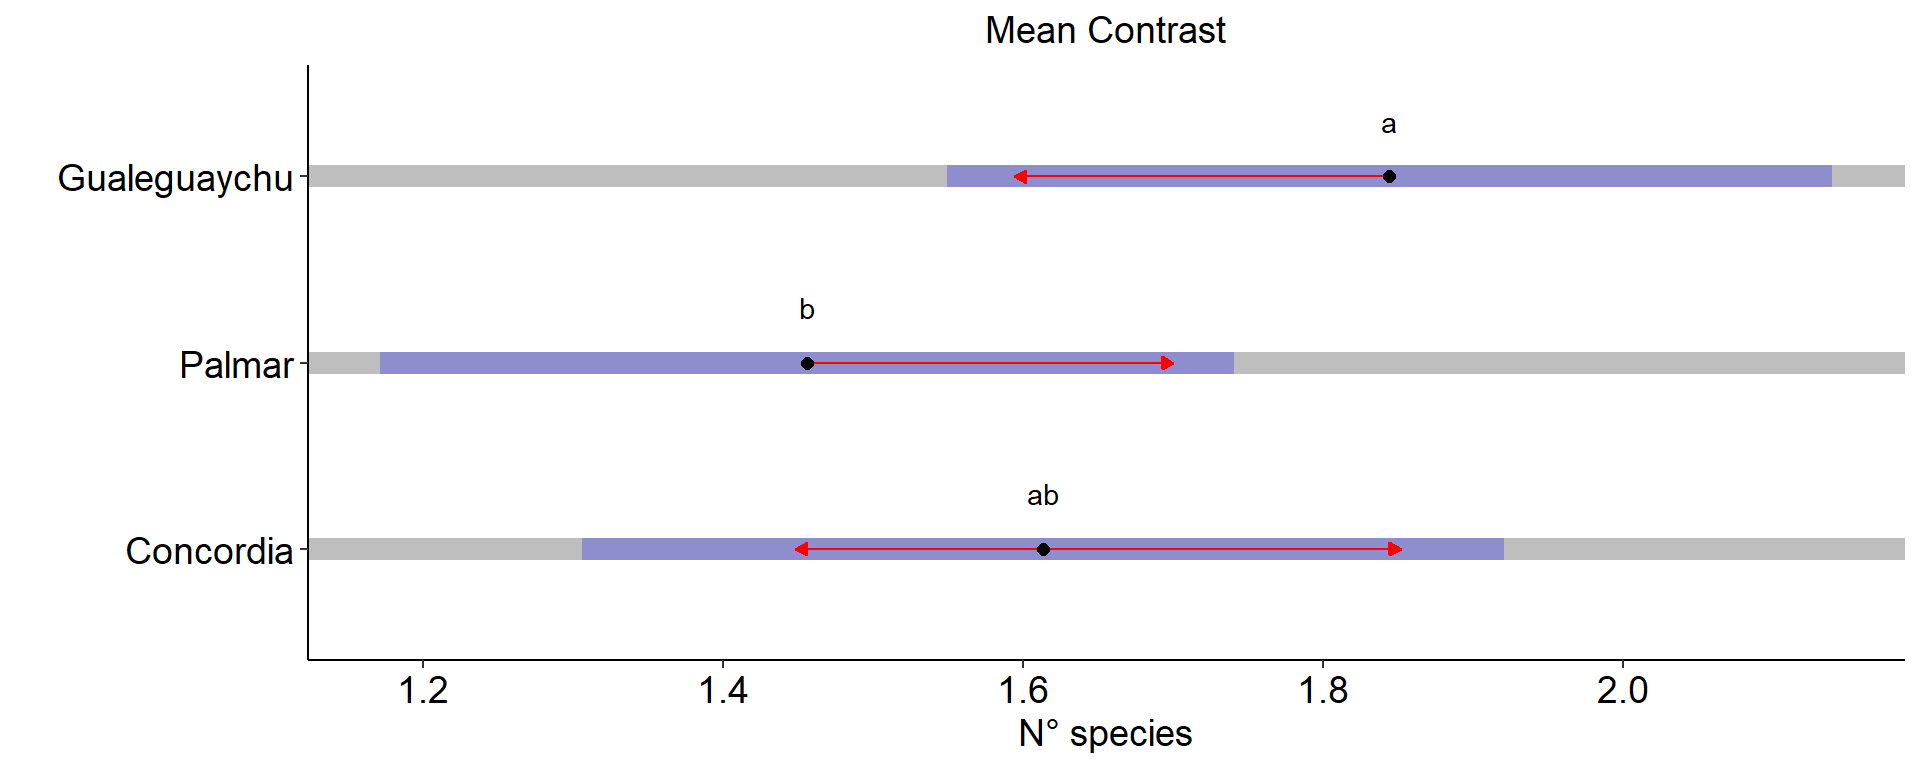 Mean Contrast
a
Gualeguaychu
b
Palmar
ab
Concordia
1.2 1.4 1.6 1.8 2.0
N° species